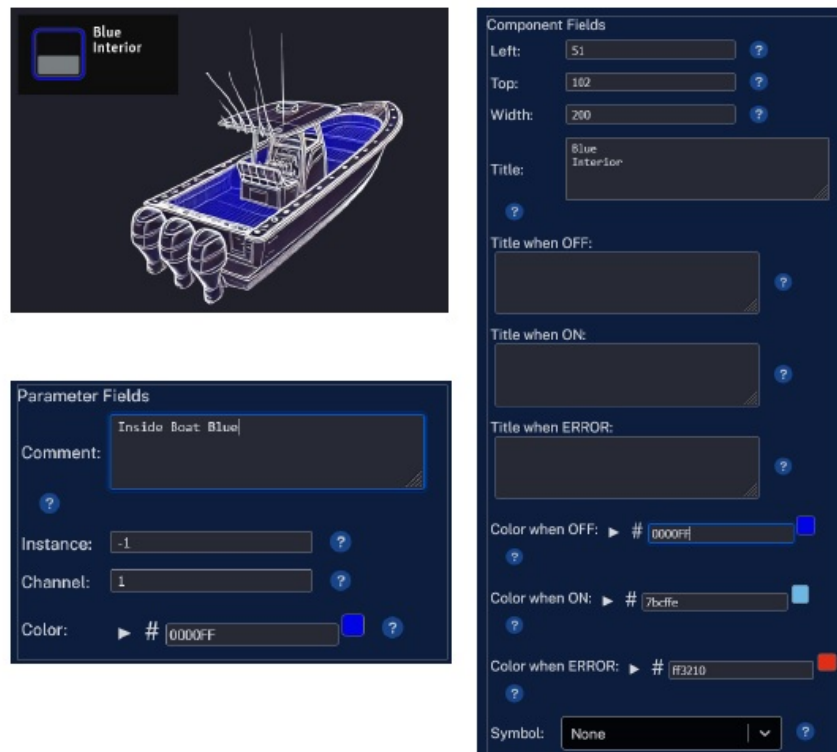 Blue
Interior
Parameter Fields
Comment:
Inside Boat Blue
?
Instance: -1 ?
Channel: 1 ?
Color: ► # 0000FF ?
Component Fields
Left: 51 ?
Top: 102 ?
Width: 200 ?
Title:
Blue
Interior
?
Title when OFF:
?
Title when ON:
?
Title when ERROR:
?
Color when OFF: ► # 0000FF
?
Color when ON: ► # 7bcffe
?
Color when ERROR: ► # ff3210
?
Symbol: None ?